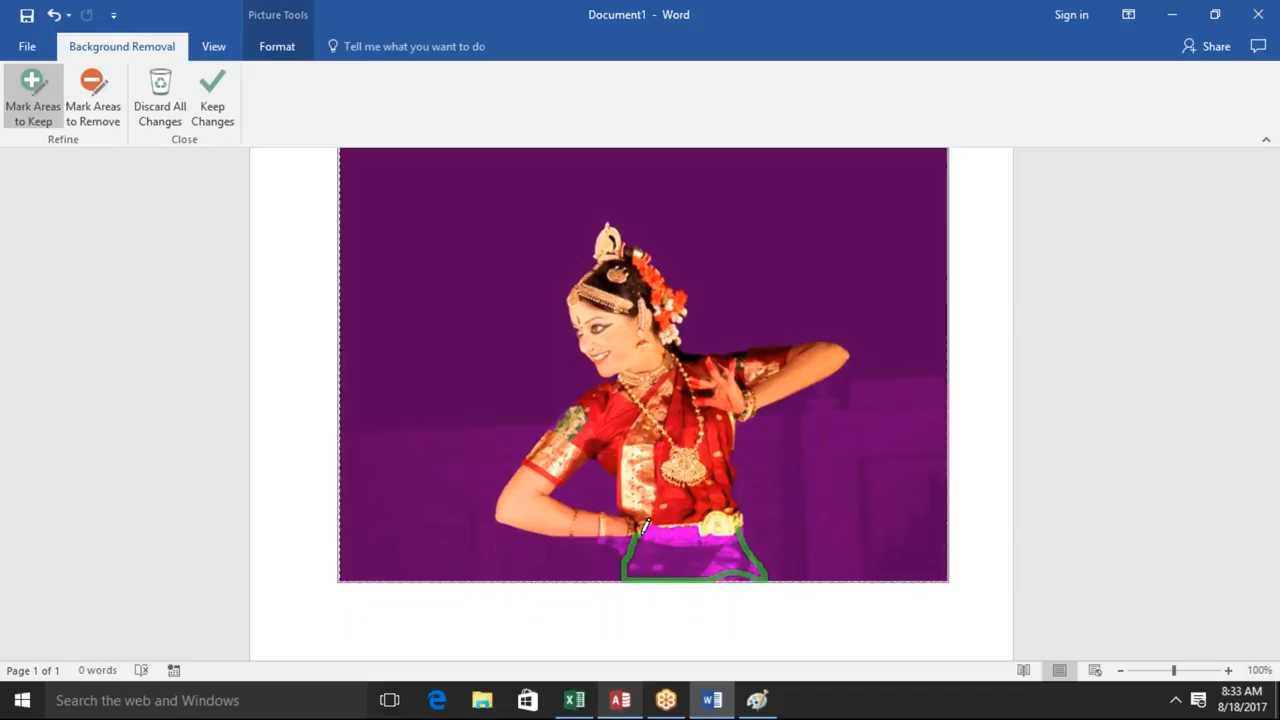 Picture Tools
Document1 - Word
Sign in
File
Background Removal
View
Format
Tell me what you want to do
Share
Mark Areas to Keep
Mark Areas to Remove
Discard All Changes
Keep Changes
Refine
Close
Page 1 of 1
0 words
100%
Search the web and Windows
8:33 AM
8/18/2017